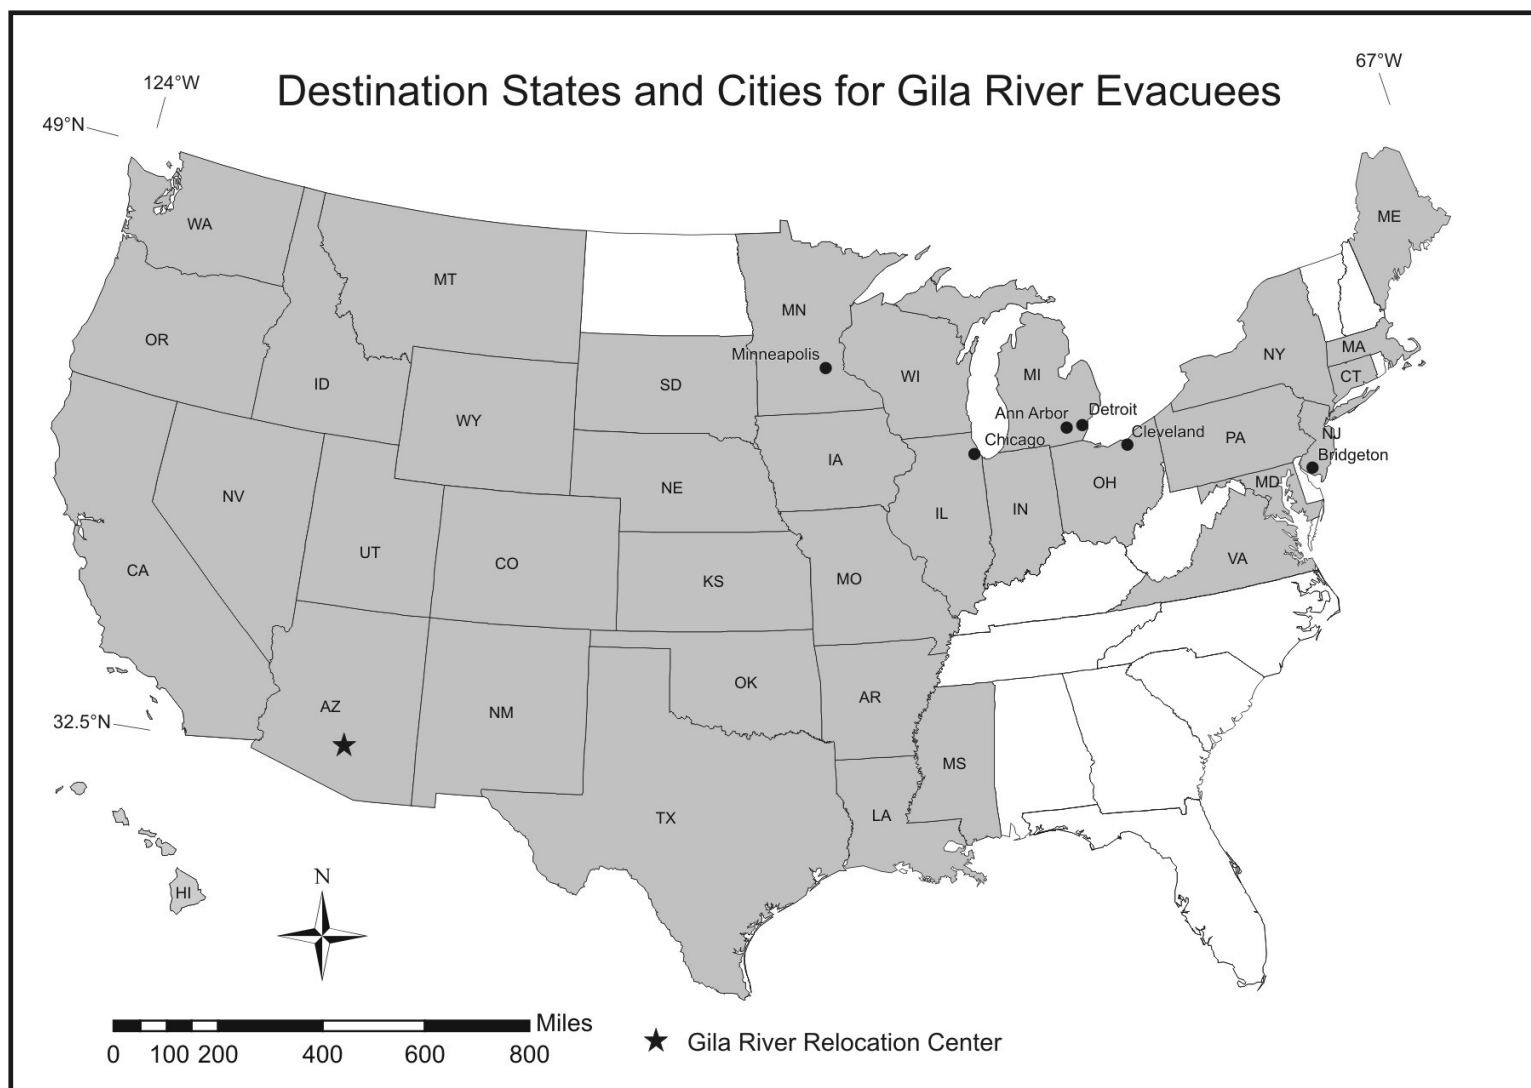 Destination States and Cities for Gila River Evacuees
124°W
67°W
49°N
32.5°N
WA
MT
ME
OR
ID
MN
Minneapolis
WI
MI
NY
MA
CT
SD
WY
Ann Arbor
Detroit
Chicago
Cleveland
PA
NJ
Bridgeton
IA
NV
NE
IL
IN
OH
MD
UT
CO
CA
KS
MO
VA
AZ
NM
OK
AR
TX
LA
MS
HI
N
Miles
0 100 200 400 600 800
Gila River Relocation Center